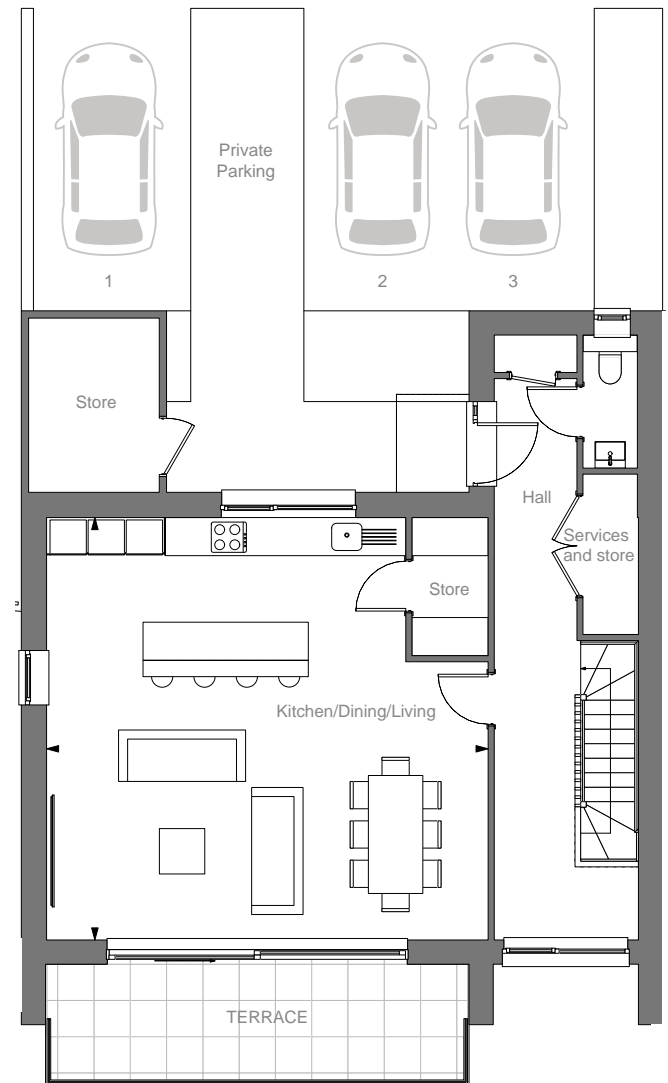 Private
Parking
1
2
3
Store
Hall
Services
and store
Store
Kitchen/Dining/Living
TERRACE